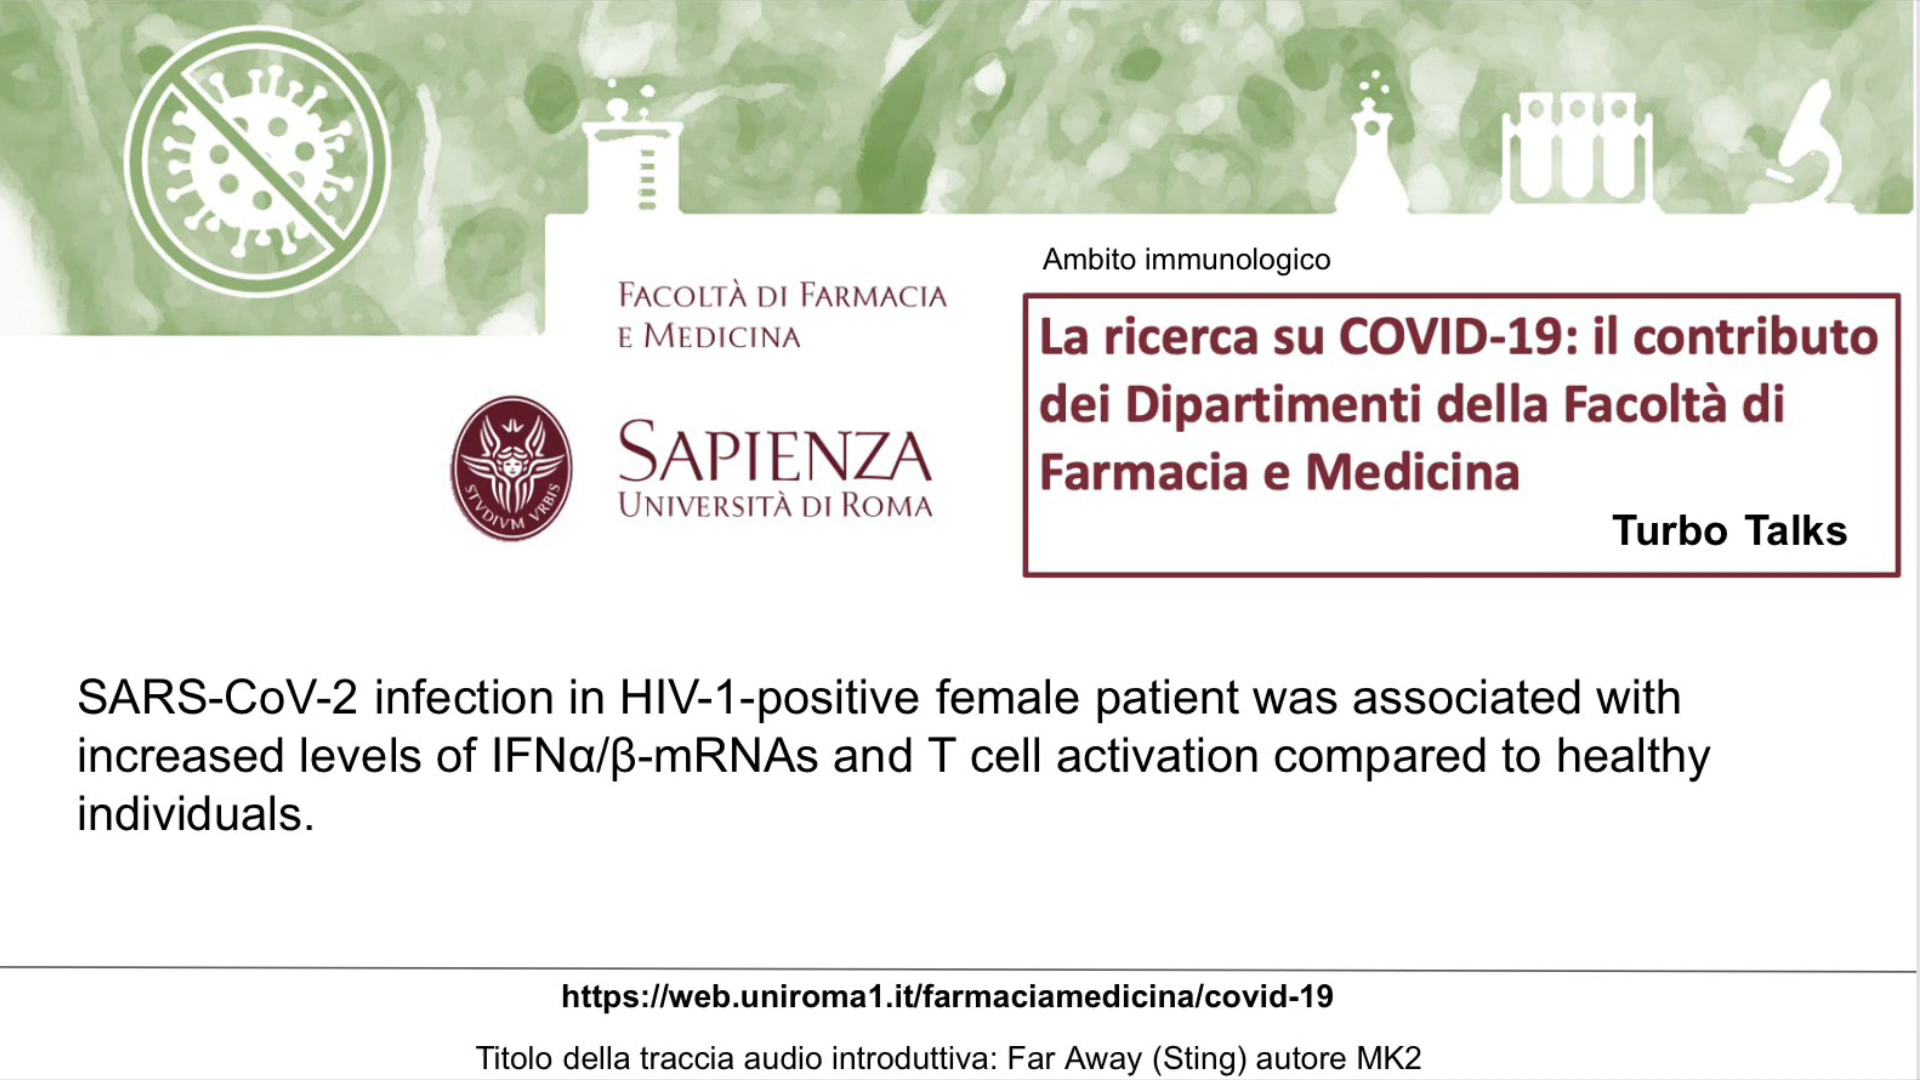 Ambito immunologico
FACOLTÀ DI FARMACIA
E MEDICINA
La ricerca su COVID-19: il contributo
dei Dipartimenti della Facoltà di
Farmacia e Medicina
Turbo Talks
SAPIENZA
UNIVERSITÀ DI ROMA
STVDIVM VRBIS
SARS-CoV-2 infection in HIV-1-positive female patient was associated with
increased levels of IFNα/β-mRNAs and T cell activation compared to healthy
individuals.
https://web.uniroma1.it/farmaciamedicina/covid-19
Titolo della traccia audio introduttiva: Far Away (Sting) autore MK2